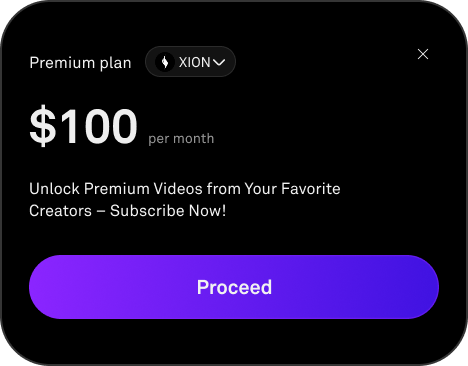 Premium plan XION
$100 per month
Unlock Premium Videos from Your Favorite
Creators – Subscribe Now!
Proceed